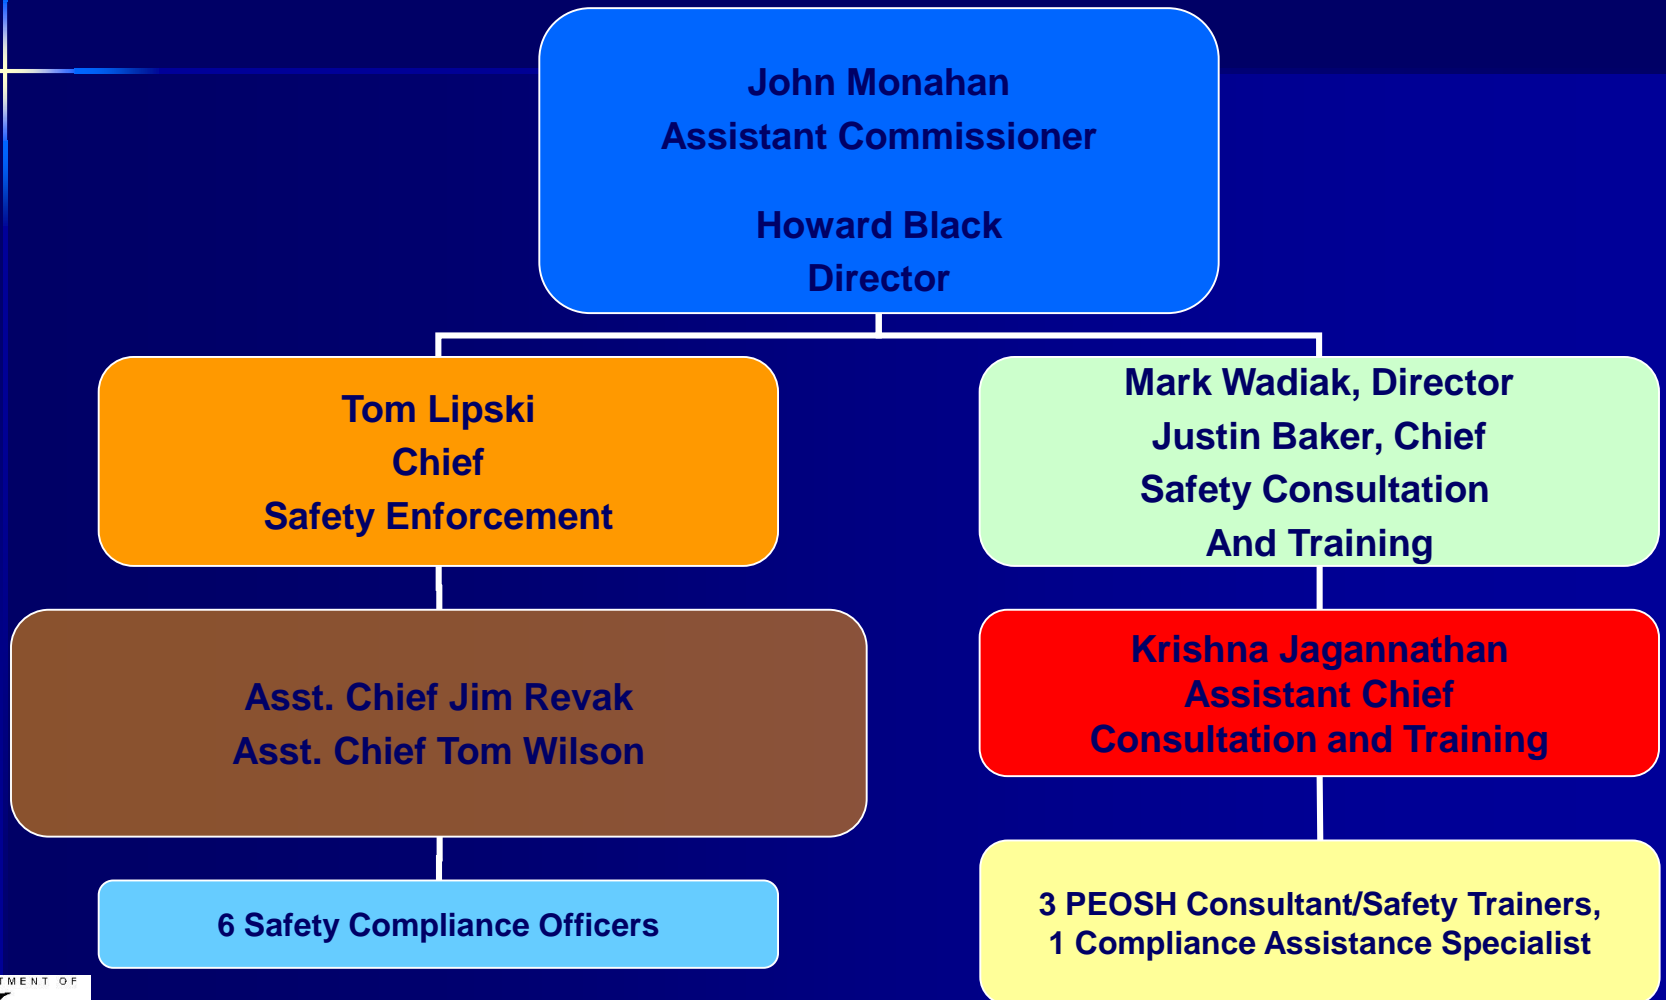 John Monahan
Assistant Commissioner
Howard Black
Director
Tom Lipski
Chief
Safety Enforcement
Mark Wadiak, Director
Justin Baker, Chief
Safety Consultation
And Training
Asst. Chief Jim Revak
Asst. Chief Tom Wilson
Krishna Jagannathan
Assistant Chief
Consultation and Training
6 Safety Compliance Officers
3 PEOSH Consultant/Safety Trainers,
1 Compliance Assistance Specialist
OF